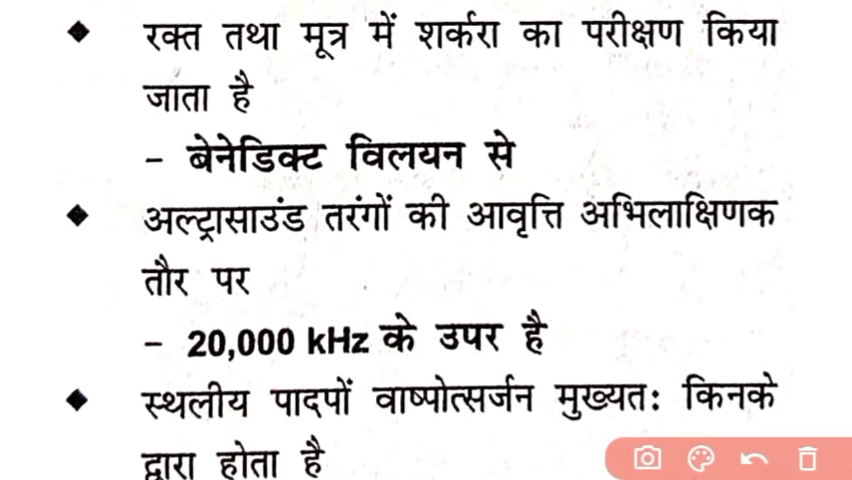 ◆ रक्त तथा मूत्र में शर्करा का परीक्षण किया
जाता है
– बेनेडिक्ट विलयन से
◆ अल्ट्रासाउंड तरंगों की आवृत्ति अभिलाक्षिणक
तौर पर
– 20,000 kHz के उपर है
◆ स्थलीय पादपों वाष्पोत्सर्जन मुख्यत: किनके
द्वारा होता है